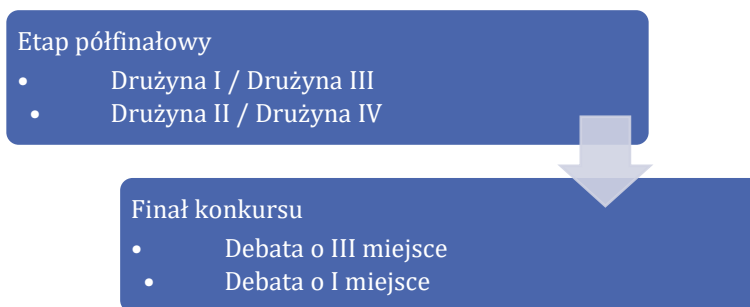 Etap półfinałowy
• Drużyna I / Drużyna III
• Drużyna II / Drużyna IV
Finał konkursu
• Debata o III miejsce
• Debata o I miejsce